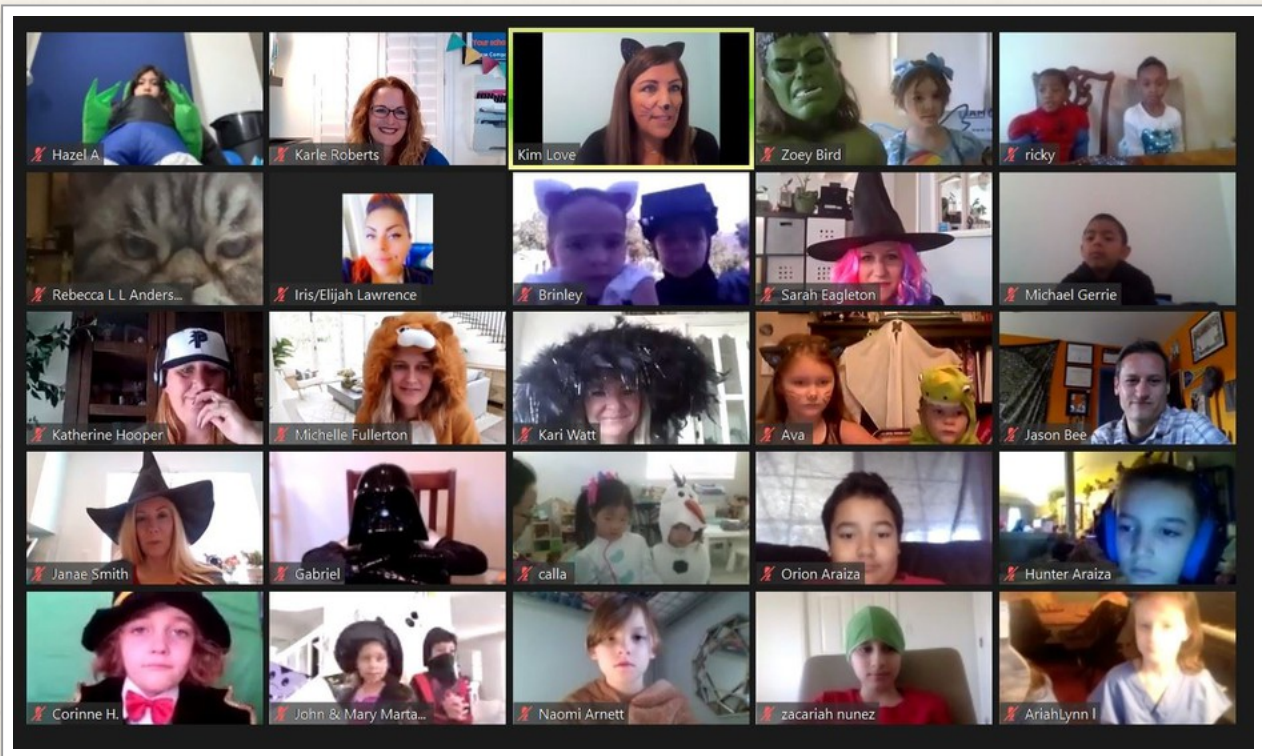 Your scho
Hazel A
Karle Roberts
Kim Love
Zoey Bird
ricky
Rebecca L L Anders...
Iris/Elijah Lawrence
Brinley
Sarah Eagleton
Michael Gerrie
Katherine Hooper
Michelle Fullerton
Kari Watt
Ava
Jason Bee
Janae Smith
Gabriel
calla
Orion Araiza
Hunter Araiza
Corinne H.
John & Mary Marta...
Naomi Arnett
zacariah nunez
AriahLynn l